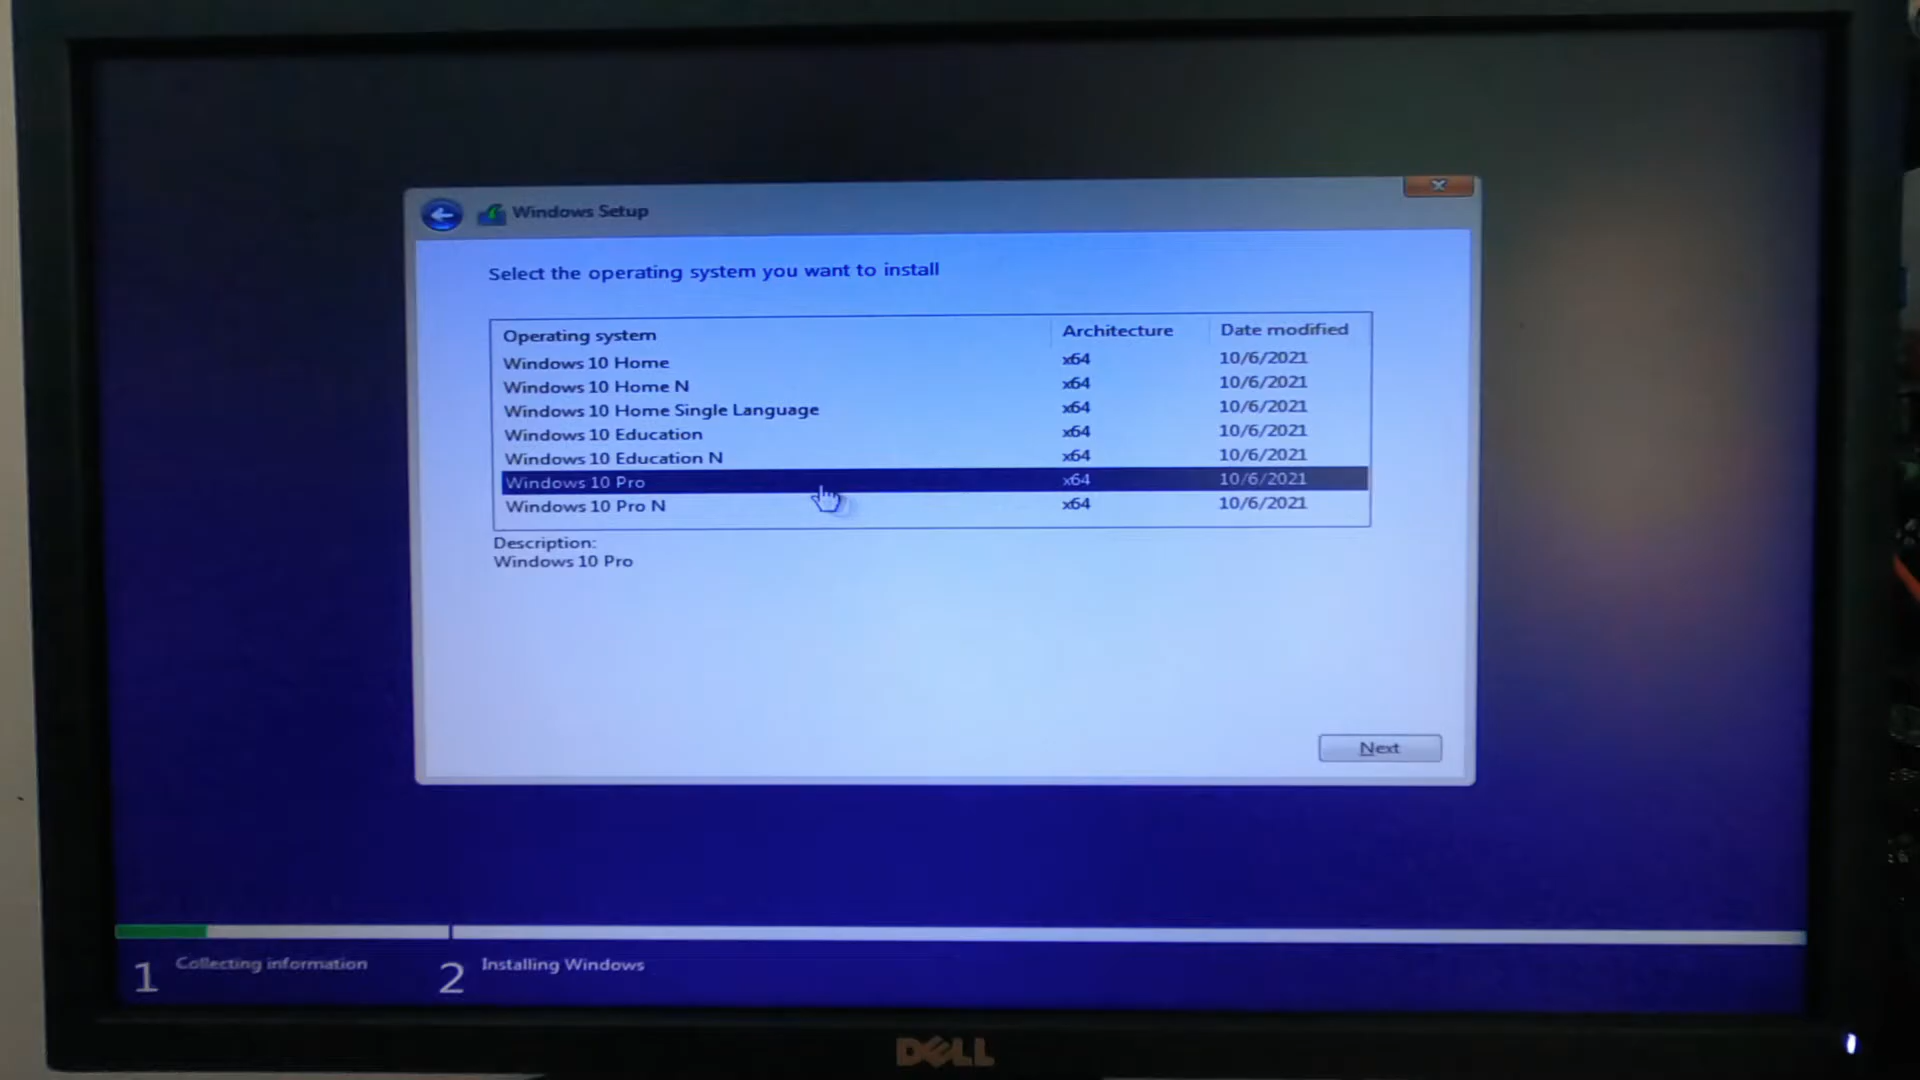 Windows Setup
Select the operating system you want to install
Operating system Architecture Date modified
Windows 10 Home x64 10/6/2021
Windows 10 Home N x64 10/6/2021
Windows 10 Home Single Language x64 10/6/2021
Windows 10 Education x64 10/6/2021
Windows 10 Education N x64 10/6/2021
Windows 10 Pro x64 10/6/2021
Windows 10 Pro N x64 10/6/2021
Description:
Windows 10 Pro
Next
1 Collecting information 2 Installing Windows
DELL